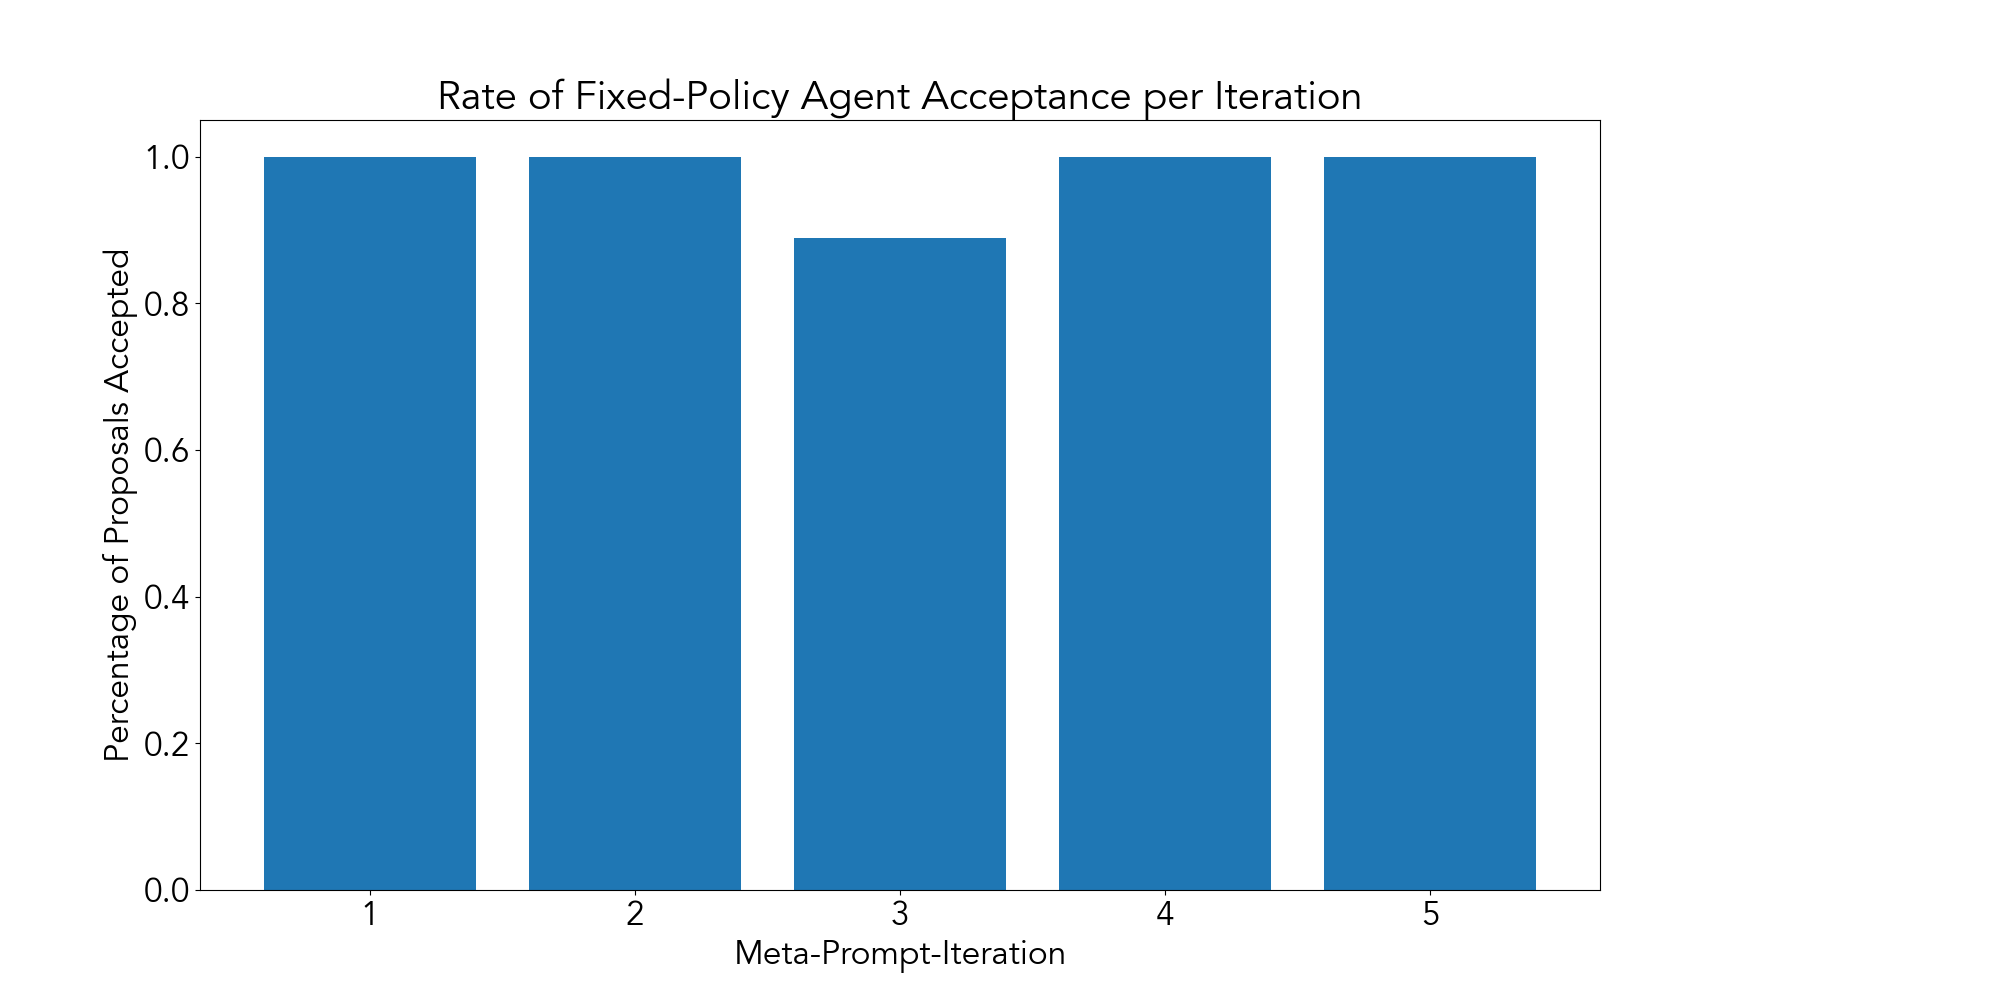 Rate of Fixed-Policy Agent Acceptance per Iteration
Percentage of Proposals Accepted
1.0
0.8
0.6
0.4
0.2
0.0
1 2 3 4 5
Meta-Prompt-Iteration